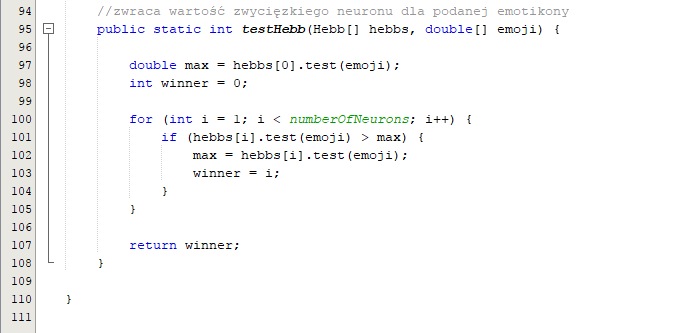 94 //zwraca wartość zwycięzkiego neuronu dla podanej emotikony
95 public static int testHebb(Hebb[] hebbs, double[] emoji) {
96
97 double max = hebbs[0].test(emoji);
98 int winner = 0;
99
100 for (int i = 1; i < numberOfNeurons; i++) {
101 if (hebbs[i].test(emoji) > max) {
102 max = hebbs[i].test(emoji);
103 winner = i;
104 }
105 }
106
107 return winner;
108 }
109
110 }
111